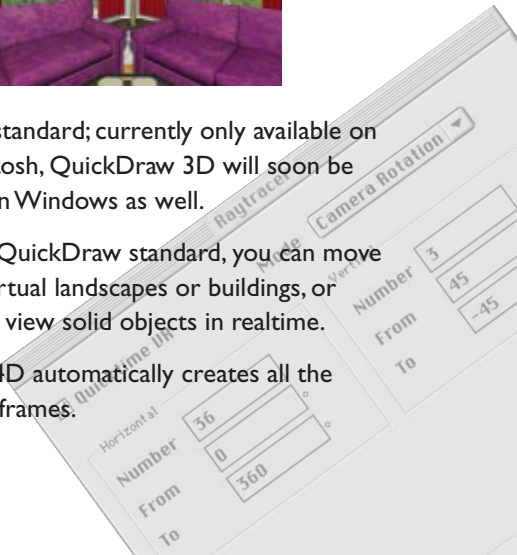 standard; currently only available on
tosh, QuickDraw 3D will soon be
n Windows as well.
QuickDraw standard, you can move
rtual landscapes or buildings, or
view solid objects in realtime.
4D automatically creates all the
frames.
Raytracer
Mode Camera Rotation
QuickTime VR
Horizontal
Number 36 °
From 0 °
To 360
Vertical
Number 3
From 45
To -45